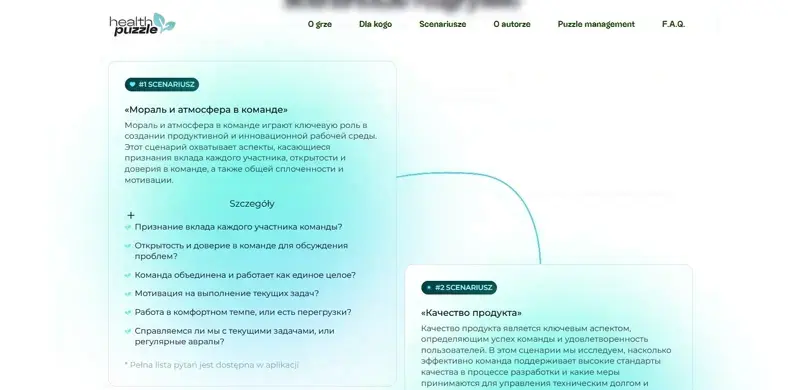 health
puzzle
O grze
Dla kogo
Scenariusze
O autorze
Puzzle management
F.A.Q.
#1 SCENARIUSZ
«Мораль и атмосфера в команде»
Мораль и атмосфера в команде играют ключевую роль в
создании продуктивной и инновационной рабочей среды.
Этот сценарий охватывает аспекты, касающиеся
признания вклада каждого участника, открытости и
доверия в команде, а также общей сплоченности и
мотивации.
Szczegóły
Признание вклада каждого участника команды?
Открытость и доверие в команде для обсуждения
проблем?
Команда объединена и работает как единое целое?
Мотивация на выполнение текущих задач?
Работа в комфортном темпе, или есть перегрузки?
Справляемся ли мы с текущими задачами, или
регулярные авралы?
* Pełna lista pytań jest dostępna w aplikacji
#2 SCENARIUSZ
«Качество продукта»
Качество продукта является ключевым аспектом,
определяющим успех команды и удовлетворенность
пользователей. В этом сценарии мы исследуем, насколько
эффективно команда поддерживает высокие стандарты
качества в процессе разработки и какие меры
принимаются для управления техническим долгом и